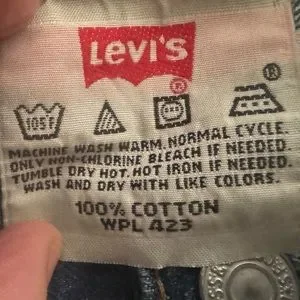 LEVI'S
®
105F
®
MACHINE WASH WARM. NORMAL CYCLE.
ONLY NON-CHLORINE BLEACH IF NEEDED.
TUMBLE DRY HOT. HOT IRON IF NEEDED.
WASH AND DRY WITH LIKE COLORS.
100% COTTON
WPL 423